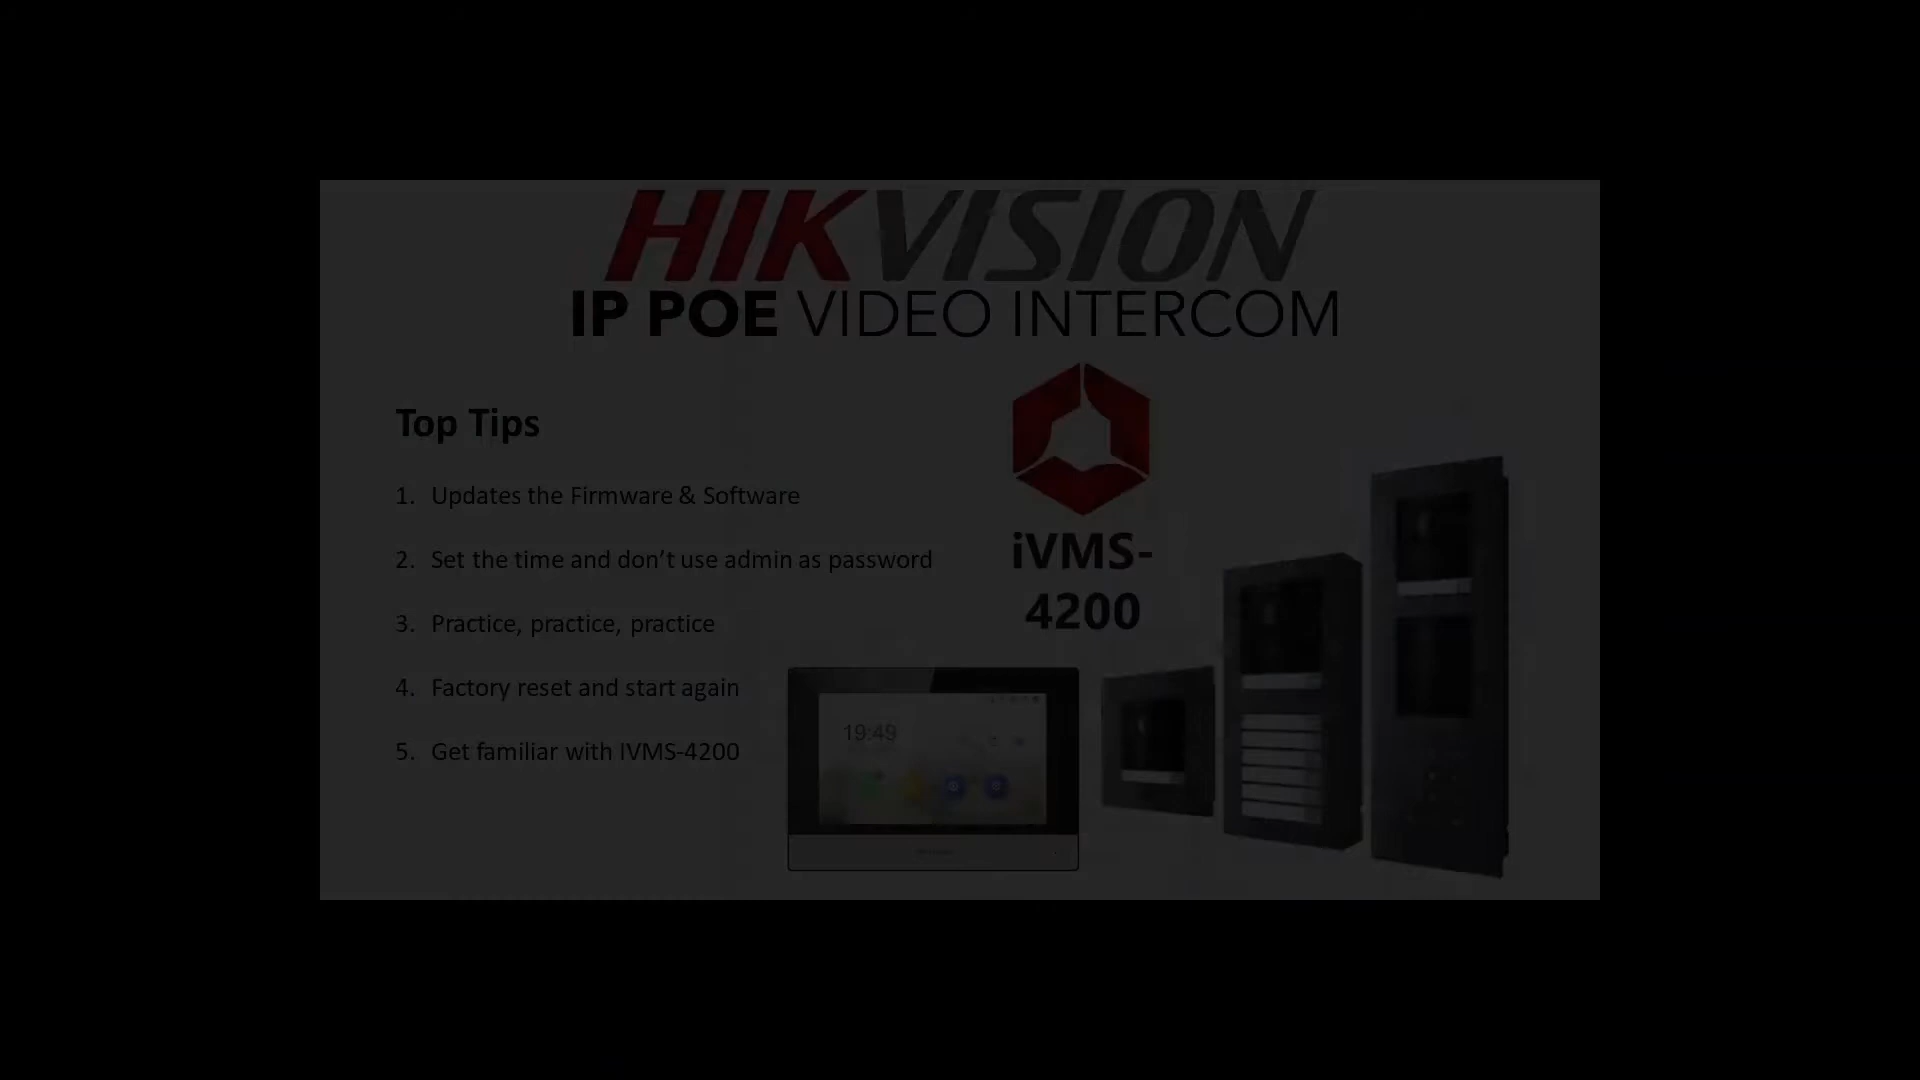 HIKVISION
IP POE VIDEO INTERCOM
Top Tips
1. Updates the Firmware & Software
2. Set the time and don’t use admin as password
3. Practice, practice, practice
4. Factory reset and start again
5. Get familiar with IVMS-4200
iVMS-
4200
19:49